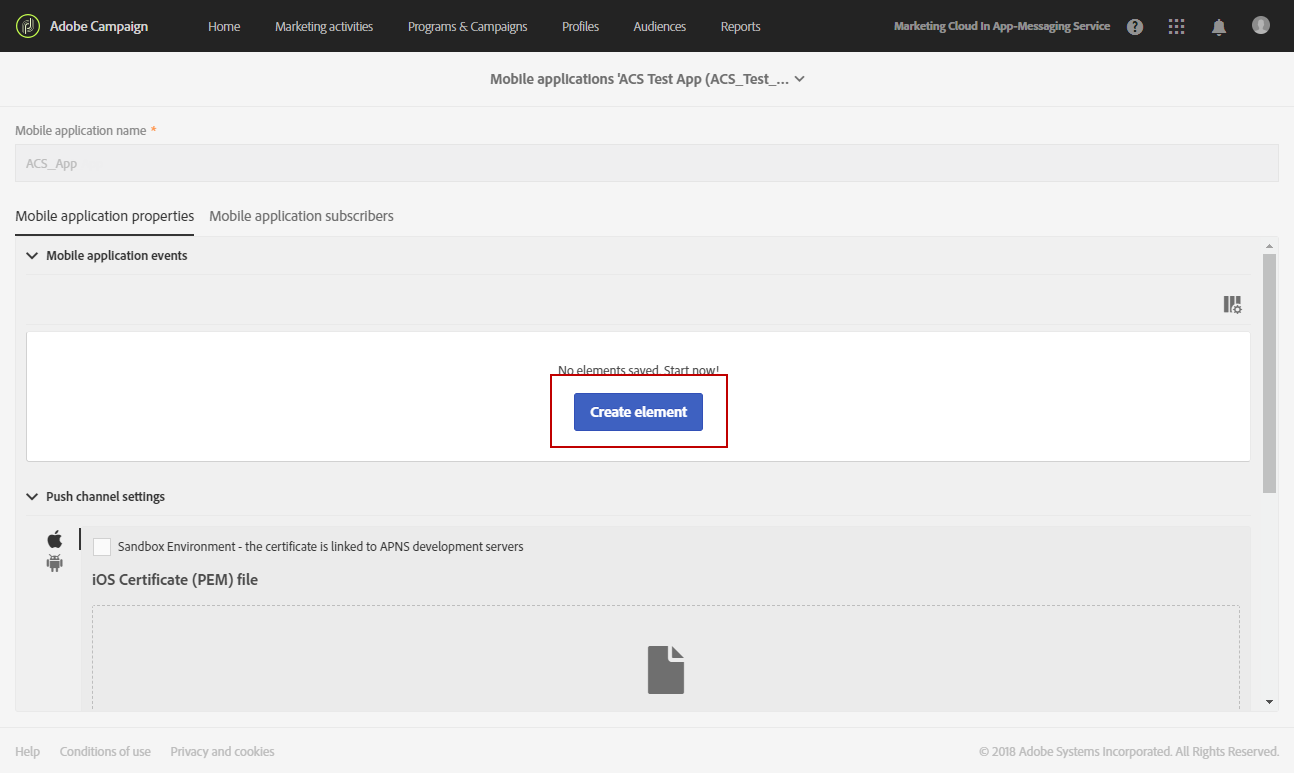 Adobe Campaign Home Marketing activities Programs & Campaigns Profiles Audiences Reports Marketing Cloud In App-Messaging Service
Mobile applications 'ACS Test App (ACS_Test_...
Mobile application name *
ACS_App
Mobile application properties Mobile application subscribers
Mobile application events
No elements saved. Start now!
Create element
Push channel settings
Sandbox Environment - the certificate is linked to APNS development servers
iOS Certificate (PEM) file
Help Conditions of use Privacy and cookies © 2018 Adobe Systems Incorporated. All Rights Reserved.